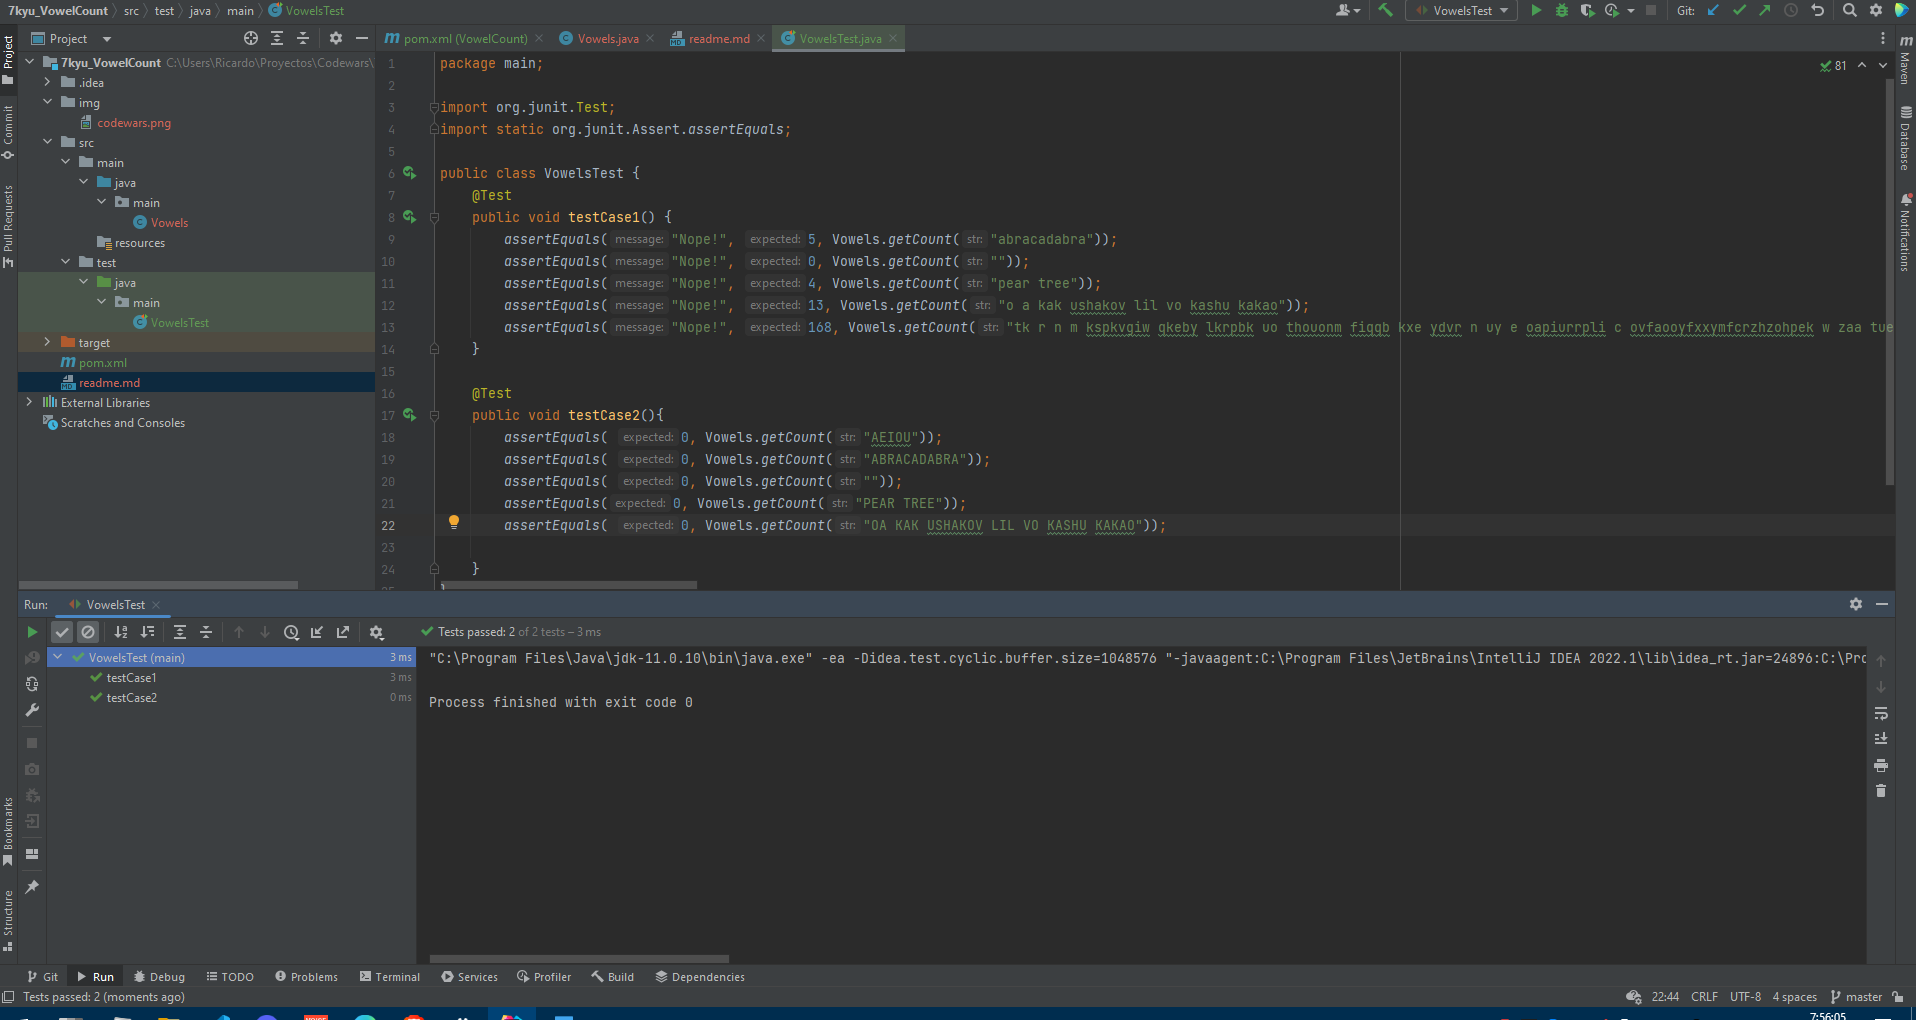 7kyu_VowelCount src test java main VowelsTest
VowelsTest Git:
Project
pom.xml (VowelCount) Vowels.java readme.md VowelsTest.java
7kyu_VowelCount C:\Users\Ricardo\Proyectos\Codewars\
.idea
img
codewars.png
src
main
java
main
Vowels
resources
test
java
main
VowelsTest
target
pom.xml
readme.md
External Libraries
Scratches and Consoles
Project
Commit
Pull Requests
Bookmarks
Structure
81
1 package main;
2
3 import org.junit.Test;
4 import static org.junit.Assert.assertEquals;
5
6 public class VowelsTest {
7 @Test
8 public void testCase1() {
9 assertEquals( message: "Nope!", expected: 5, Vowels.getCount( str: "abracadabra"));
10 assertEquals( message: "Nope!", expected: 0, Vowels.getCount( str: ""));
11 assertEquals( message: "Nope!", expected: 4, Vowels.getCount( str: "pear tree"));
12 assertEquals( message: "Nope!", expected: 13, Vowels.getCount( str: "o a kak ushakov lil vo kashu kakao"));
13 assertEquals( message: "Nope!", expected: 168, Vowels.getCount( str: "tk r n m kspkvgiw qkeby lkrpbk uo thouonm fiqqb kxe ydvr n uy e oapiurrpli c ovfaooyfxxymfcrzhzohpek w zaa tue
14 }
15
16 @Test
17 public void testCase2(){
18 assertEquals( expected: 0, Vowels.getCount( str: "AEIOU"));
19 assertEquals( expected: 0, Vowels.getCount( str: "ABRACADABRA"));
20 assertEquals( expected: 0, Vowels.getCount( str: ""));
21 assertEquals( expected: 0, Vowels.getCount( str: "PEAR TREE"));
22 assertEquals( expected: 0, Vowels.getCount( str: "OA KAK USHAKOV LIL VO KASHU KAKAO"));
23
24 }
Maven
Database
Notifications
Run: VowelsTest
Tests passed: 2 of 2 tests – 3 ms
VowelsTest (main) 3 ms
testCase1 3 ms
testCase2 0 ms
"C:\Program Files\Java\jdk-11.0.10\bin\java.exe" -ea -Didea.test.cyclic.buffer.size=1048576 "-javaagent:C:\Program Files\JetBrains\IntelliJ IDEA 2022.1\lib\idea_rt.jar=24896:C:\Pro
Process finished with exit code 0
Git Run Debug TODO Problems Terminal Services Profiler Build Dependencies
Tests passed: 2 (moments ago) 22:44 CRLF UTF-8 4 spaces master
7:56:05